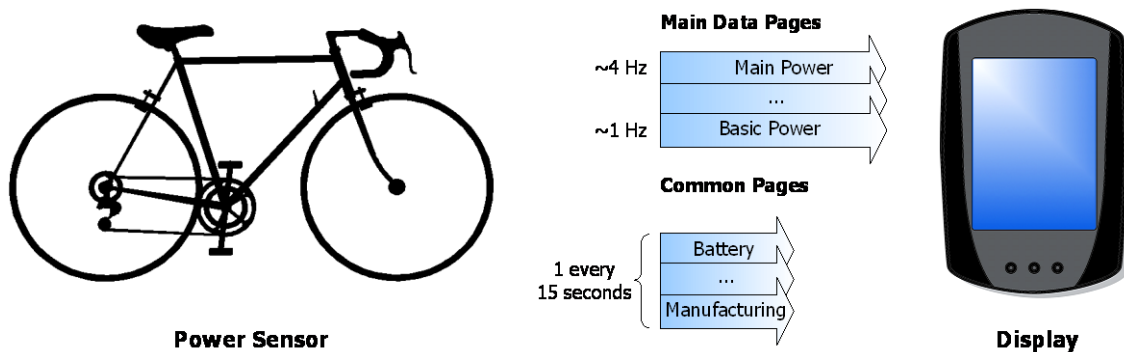 Main Data Pages
~4 Hz
Main Power
...
~1 Hz
Basic Power
Common Pages
1 every
15 seconds
Battery
...
Manufacturing
Power Sensor
Display